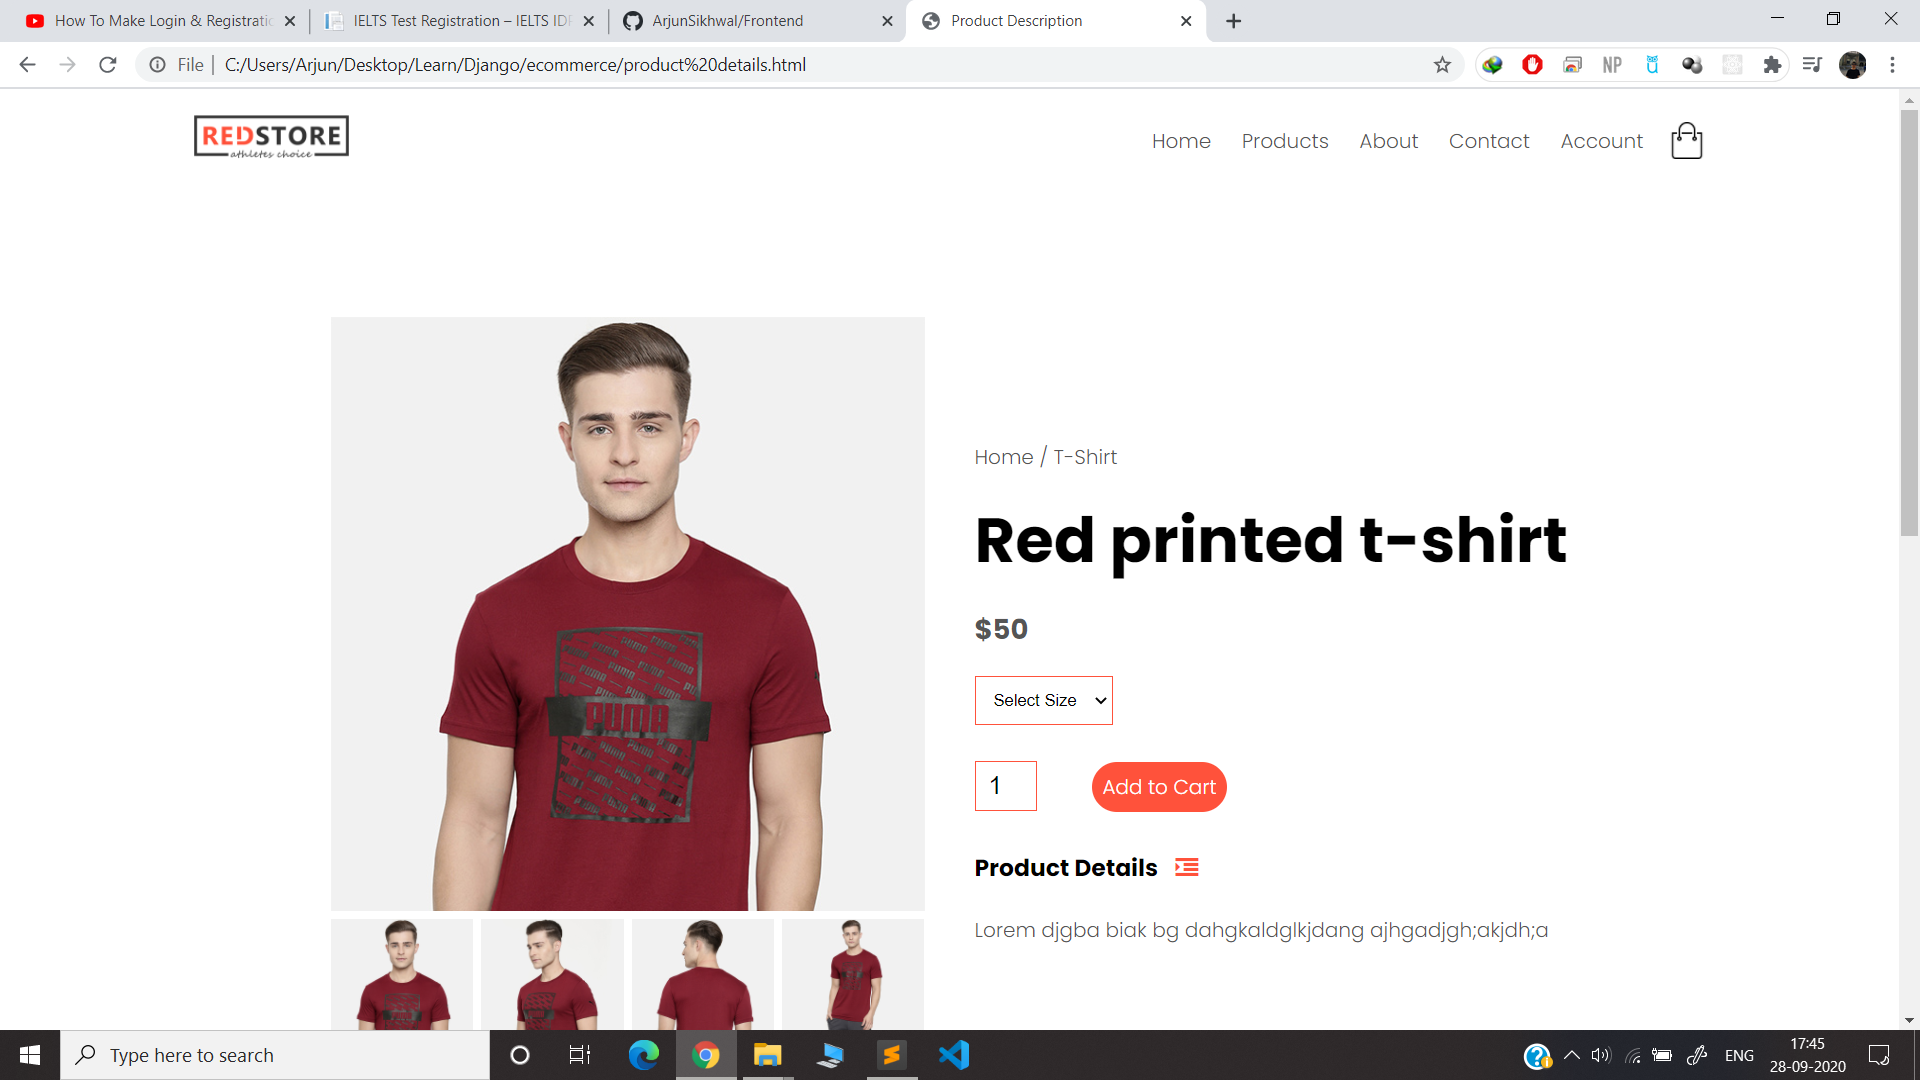 How To Make Login & Registratio
IELTS Test Registration – IELTS IDP
ArjunSikhwal/Frontend
Product Description
File
C:/Users/Arjun/Desktop/Learn/Django/ecommerce/product%20details.html
NP
REDSTORE
athletes choice
Home
Products
About
Contact
Account
Home / T-Shirt
Red printed t-shirt
$50
Select Size
1
Add to Cart
Product Details
Lorem djgba biak bg dahgkaldglkjdang ajhgadjgh;akjdh;a
PUMA
Type here to search
ENG
17:45
28-09-2020